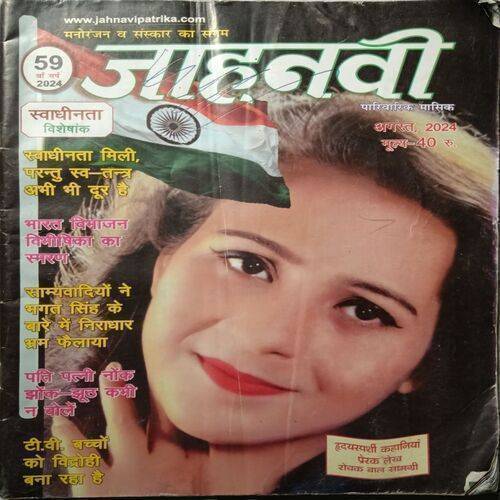 www.jahnavipatrika.com
मनोरंजन व संस्कार का संगम
59
वाँ वर्ष
2024
जाह्नवी
पारिवारिक मासिक
अगस्त, 2024
मूल्य-40 रु.
स्वाधीनता
विशेषांक
स्वाधीनता मिली,
परन्तु स्व-तन्त्र
अभी भी दूर है
भारत विभाजन
विभीषिका का
स्मरण
साम्यवादियों ने
भगत सिंह के
बारे में निराधार
भ्रम फैलाया
पति पत्नी नोंक
झोंक-झूठ कभी
न बोलें
टी.वी. बच्चों
को विद्रोही
बना रहा है
हृदयस्पर्शी कहानियां
प्रेरक लेख
रोचक बाल सामग्री